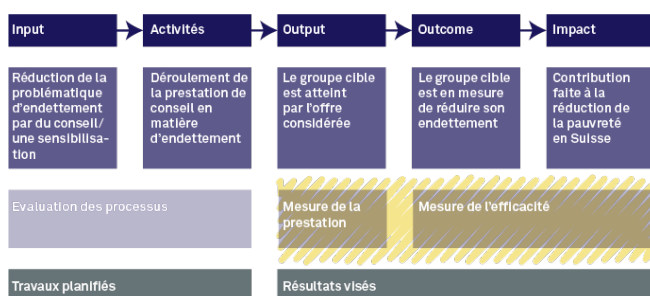 Input
Activités
Output
Outcome
Impact
Réduction de la
problématique
d'endettement
par du conseil/
une sensibilisa-
tion
Déroulement de
la prestation de
conseil en
matière
d'endettement
Le groupe cible
est atteint
par l'offre
considérée
Le groupe cible
est en mesure
de réduire son
endettement
Contribution
faite à la
réduction de
la pauvreté
en Suisse
Evaluation des processus
Mesure de la
prestation
Mesure de l'efficacité
Travaux planifiés
Résultats visés